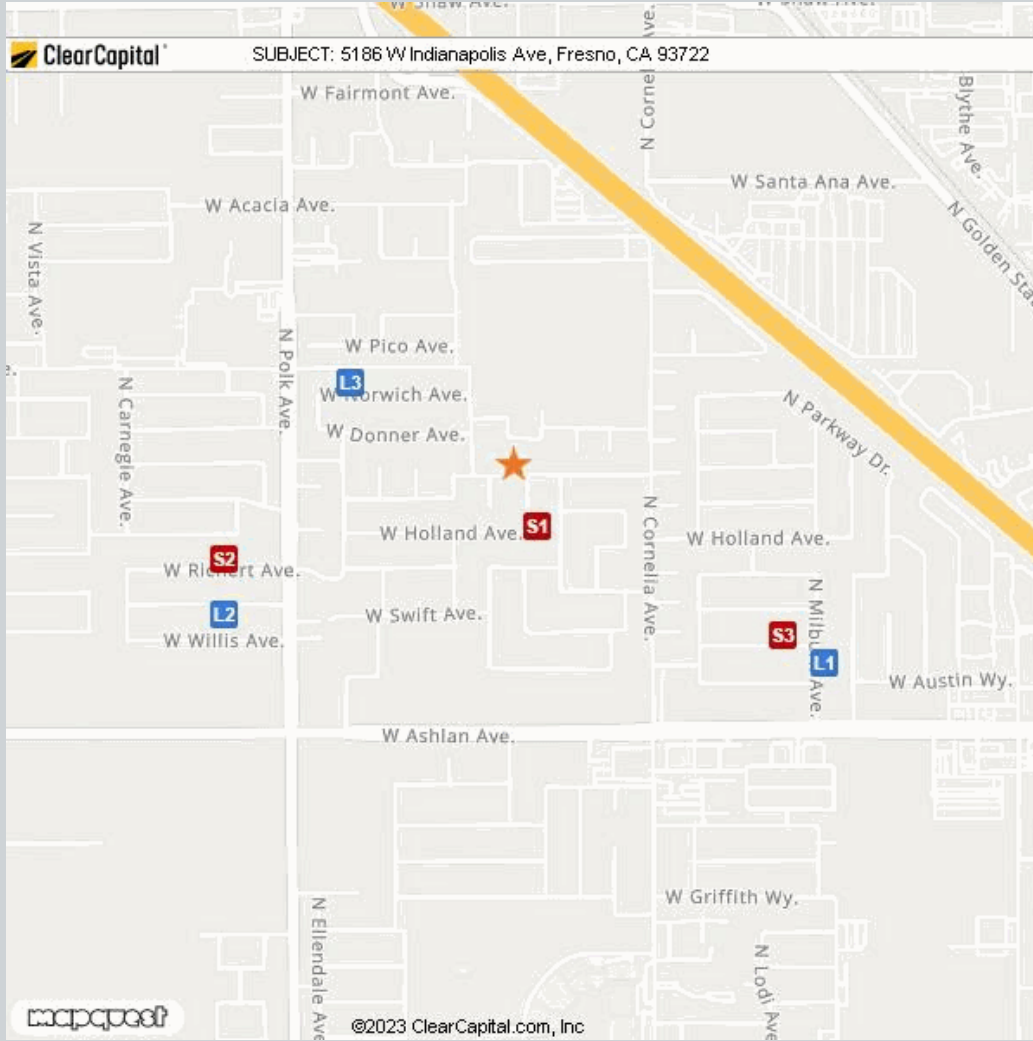 W Shaw Ave.
ClearCapital
SUBJECT: 5186 W Indianapolis Ave, Fresno, CA 93722
W Fairmont Ave.
Blythe Ave.
W Santa Ana Ave.
W Acacia Ave.
N Golden Sta
N Vista Ave.
W Pico Ave.
N Polk Ave.
L3
W Norwich Ave.
N Carnegie Ave.
N Parkway Dr.
W Donner Ave.
S1
W Holland Ave.
W Holland Ave.
N Cornelia Ave.
S2
W Richert Ave.
L2
W Swift Ave.
W Willis Ave.
S3
L1
W Austin Wy.
W Ashlan Ave.
W Griffith Wy.
N Ellendale Ave
N Lodi Ave
mapquest
©2023 ClearCapital.com, Inc